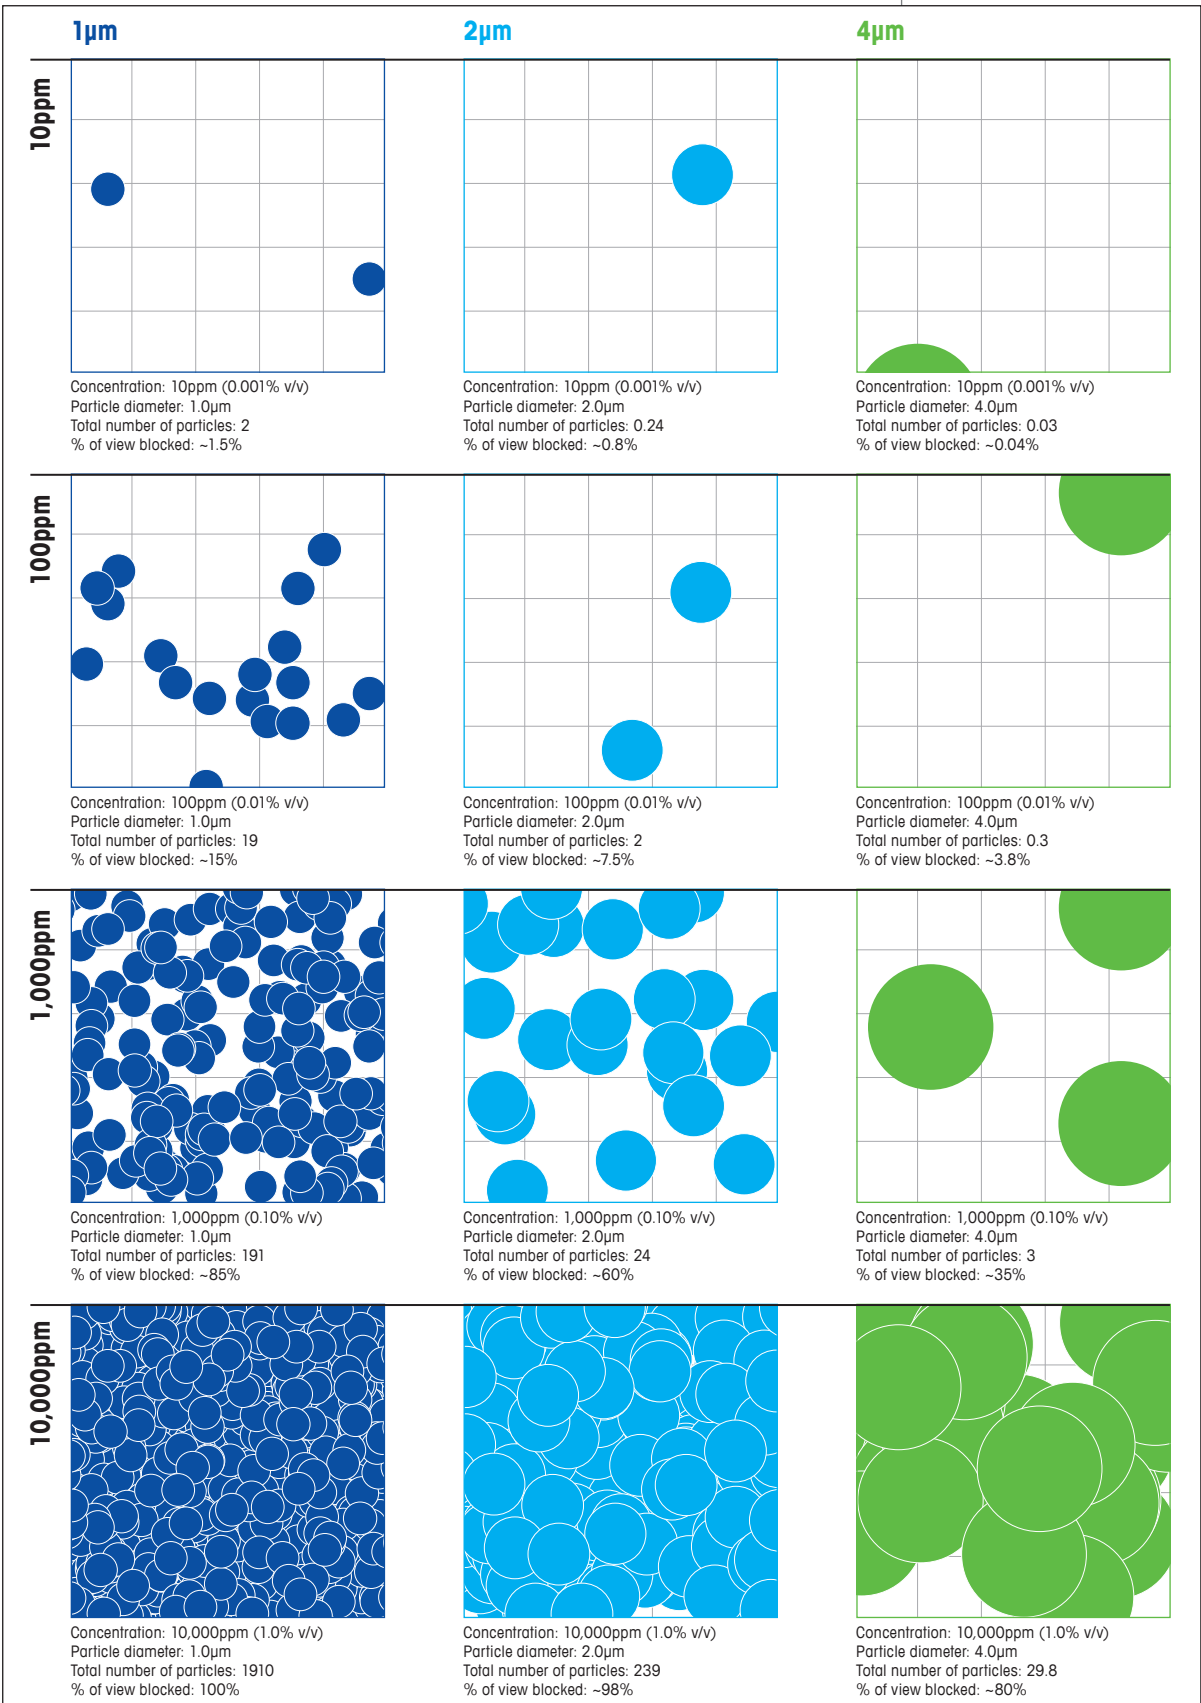 1µm
2µm
4µm
10ppm
Concentration: 10ppm (0.001% v/v)
Particle diameter: 1.0µm
Total number of particles: 2
% of view blocked: ~1.5%
Concentration: 10ppm (0.001% v/v)
Particle diameter: 2.0µm
Total number of particles: 0.24
% of view blocked: ~0.8%
Concentration: 10ppm (0.001% v/v)
Particle diameter: 4.0µm
Total number of particles: 0.03
% of view blocked: ~0.04%
100ppm
Concentration: 100ppm (0.01% v/v)
Particle diameter: 1.0µm
Total number of particles: 19
% of view blocked: ~15%
Concentration: 100ppm (0.01% v/v)
Particle diameter: 2.0µm
Total number of particles: 2
% of view blocked: ~7.5%
Concentration: 100ppm (0.01% v/v)
Particle diameter: 4.0µm
Total number of particles: 0.3
% of view blocked: ~3.8%
1,000ppm
Concentration: 1,000ppm (0.10% v/v)
Particle diameter: 1.0µm
Total number of particles: 191
% of view blocked: ~85%
Concentration: 1,000ppm (0.10% v/v)
Particle diameter: 2.0µm
Total number of particles: 24
% of view blocked: ~60%
Concentration: 1,000ppm (0.10% v/v)
Particle diameter: 4.0µm
Total number of particles: 3
% of view blocked: ~35%
10,000ppm
Concentration: 10,000ppm (1.0% v/v)
Particle diameter: 1.0µm
Total number of particles: 1910
% of view blocked: 100%
Concentration: 10,000ppm (1.0% v/v)
Particle diameter: 2.0µm
Total number of particles: 239
% of view blocked: ~98%
Concentration: 10,000ppm (1.0% v/v)
Particle diameter: 4.0µm
Total number of particles: 29.8
% of view blocked: ~80%